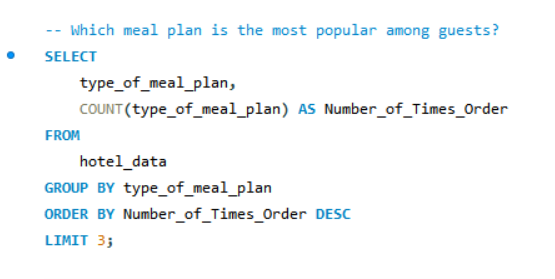 -- Which meal plan is the most popular among guests?
SELECT
type_of_meal_plan,
COUNT(type_of_meal_plan) AS Number_of_Times_Order
FROM
hotel_data
GROUP BY type_of_meal_plan
ORDER BY Number_of_Times_Order DESC
LIMIT 3;